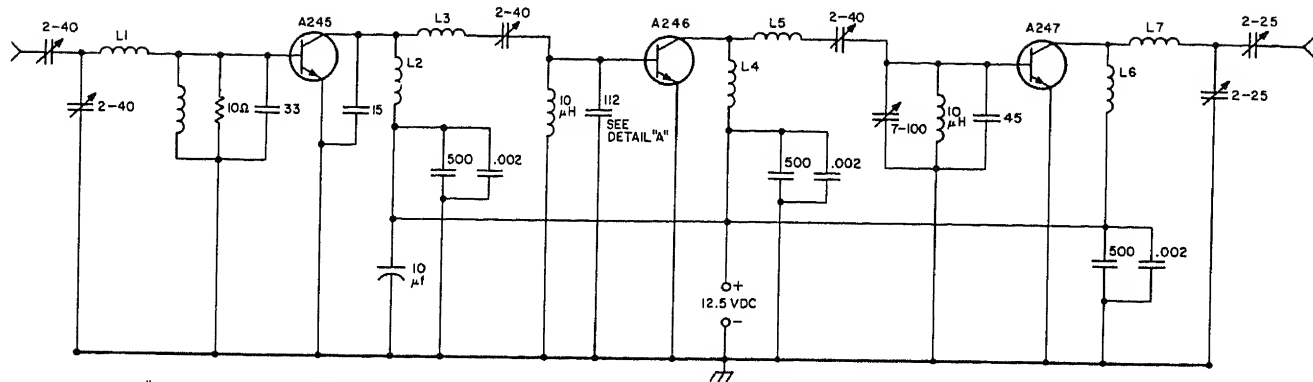 2-40
L1
2-40
10Ω
33
A245
15
L2
L3
2-40
500
.002
10
μf
10
μH
112
SEE
DETAIL "A"
A246
L4
L5
2-40
500
.002
+
12.5 VDC
-
7-100
10
μH
45
A247
L6
L7
2-25
2-25
500
.002